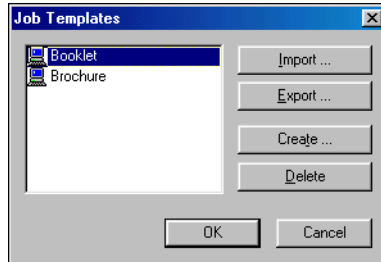 Job Templates
Booklet
Brochure
Import ...
Export ...
Create ...
Delete
OK
Cancel